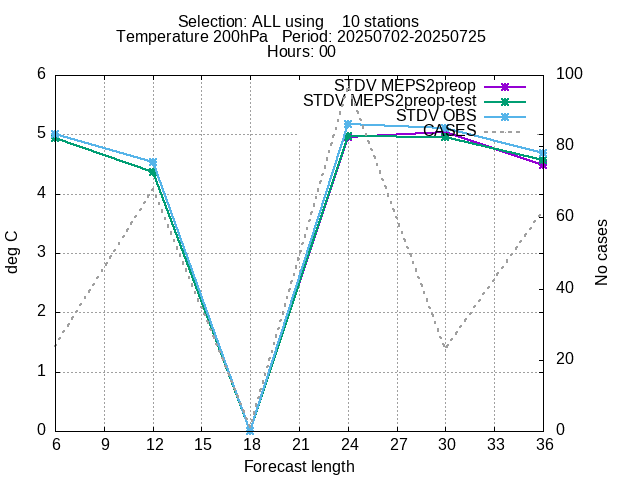 Selection: ALL using    10 stations
Temperature 200hPa   Period: 20250702-20250725
Hours: 00
STDV MEPS2preop
STDV MEPS2preop-test
STDV OBS
CASES
6
5
4
3
2
1
0
100
80
60
40
20
0
deg C
No cases
6 9 12 15 18 21 24 27 30 33 36
Forecast length